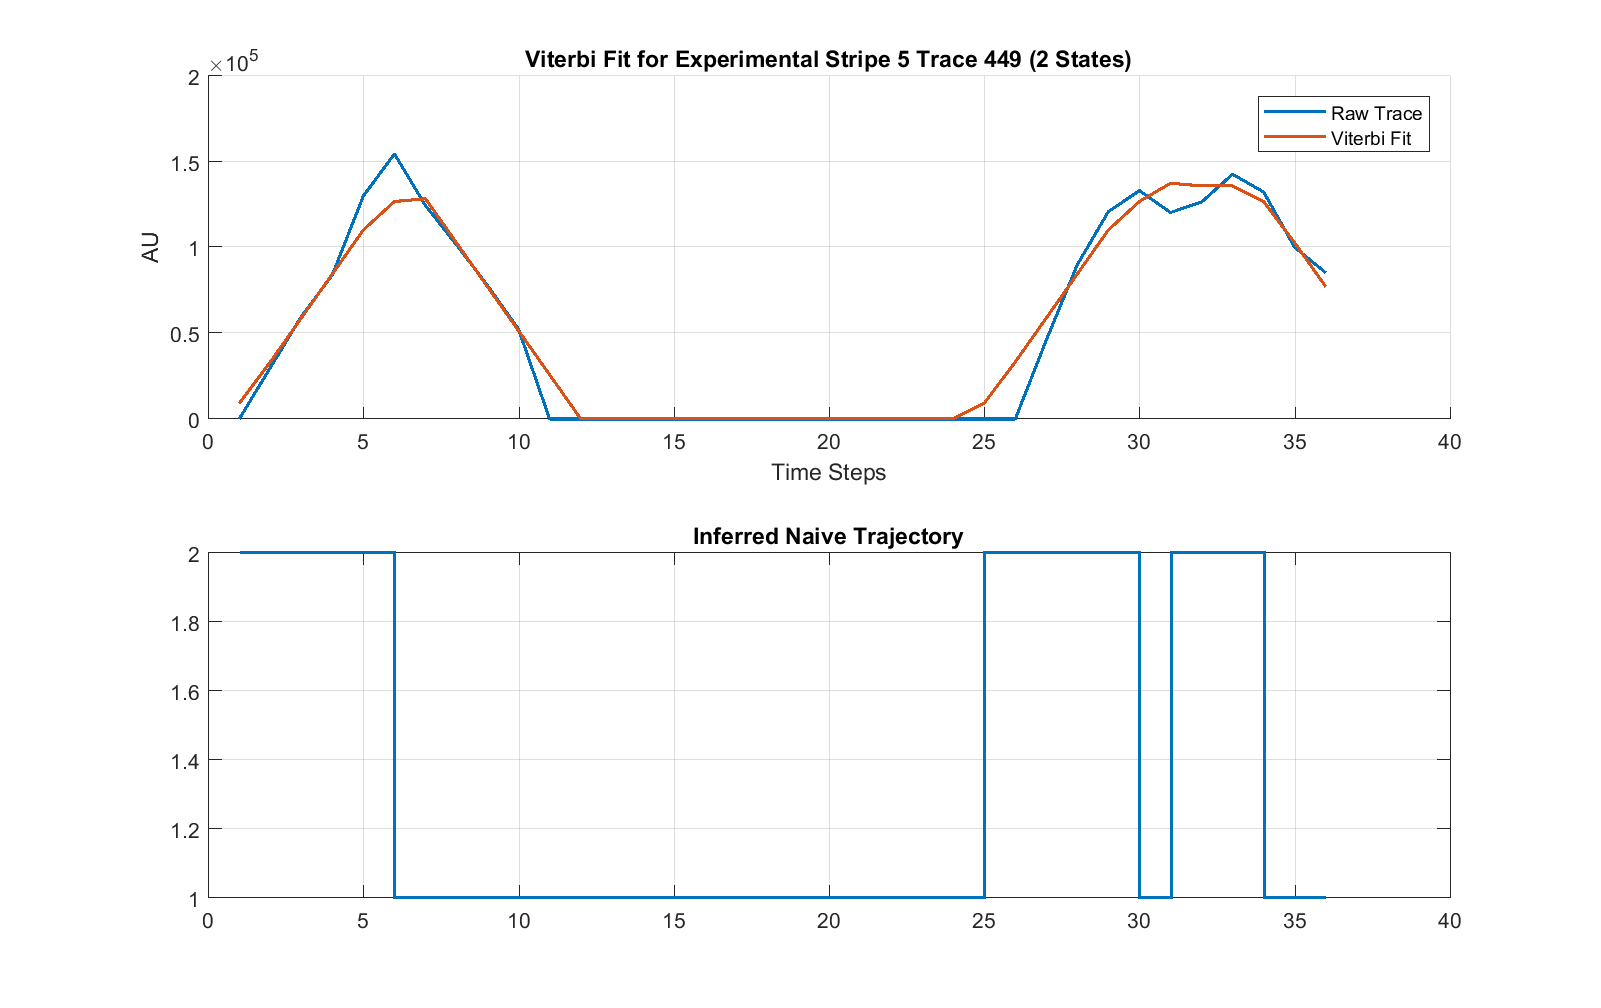 Viterbi Fit for Experimental Stripe 5 Trace 449 (2 States)
×10^5
2
1.5
1
0.5
0
AU
Raw Trace
Viterbi Fit
0 5 10 15 20 25 30 35 40
Time Steps
Inferred Naive Trajectory
2
1.8
1.6
1.4
1.2
1
0 5 10 15 20 25 30 35 40